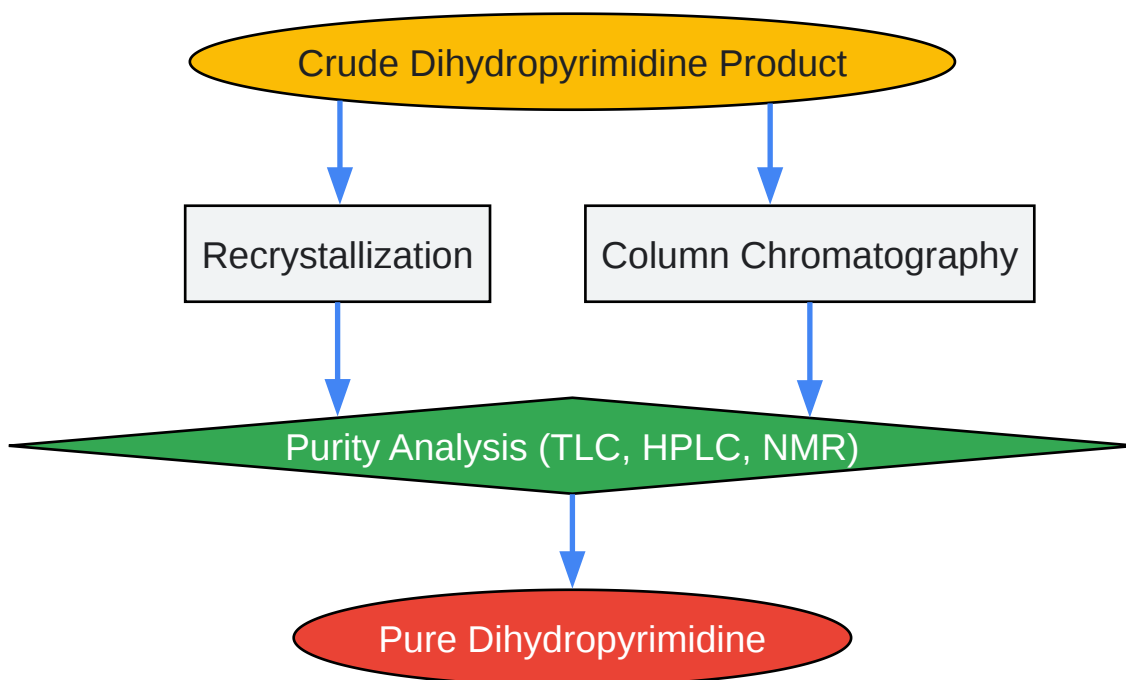 Crude Dihydropyrimidine Product
Recrystallization
Column Chromatography
Purity Analysis (TLC, HPLC, NMR)
Pure Dihydropyrimidine